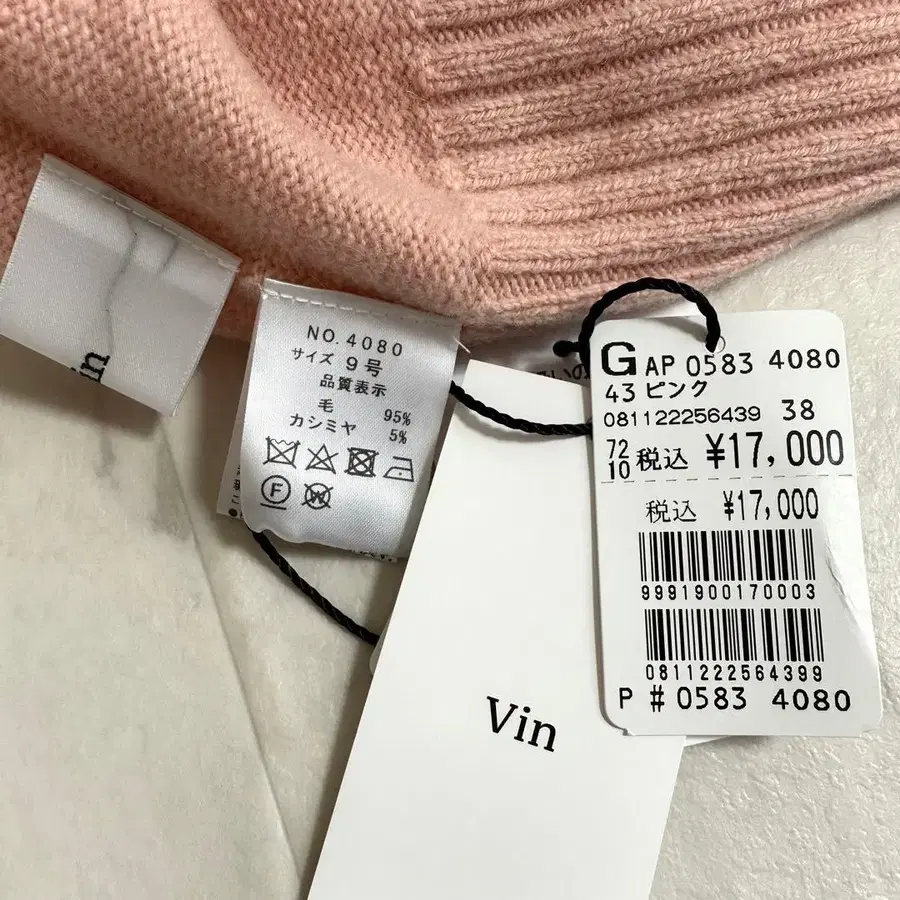 in
NO.4080
サイズ 9号
品質表示
毛 95%
カシミヤ 5%
F
W
Vin
G AP 0583 4080
43 ピンク
081122256439 38
72
10 税込 ¥17,000
税込 ¥17,000
9991900170003
0811222564399
P # 0583 4080